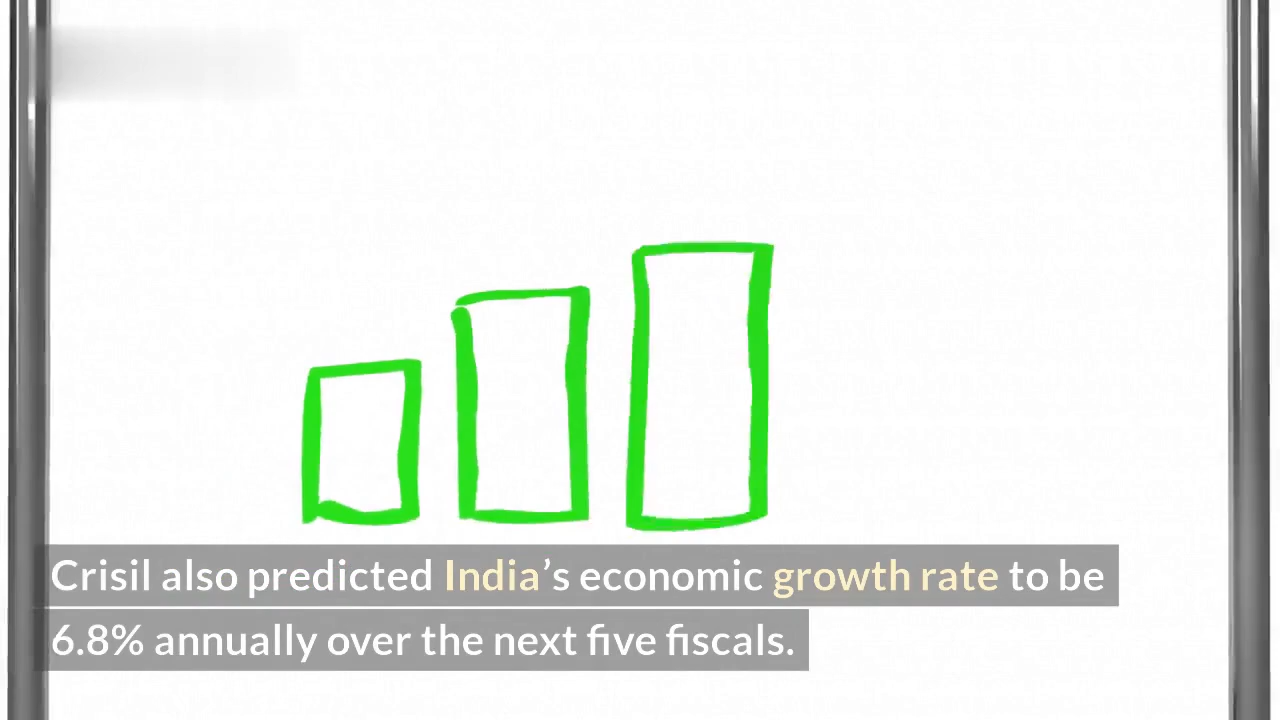 Crisil also predicted India’s economic growth rate to be
6.8% annually over the next five fiscals.